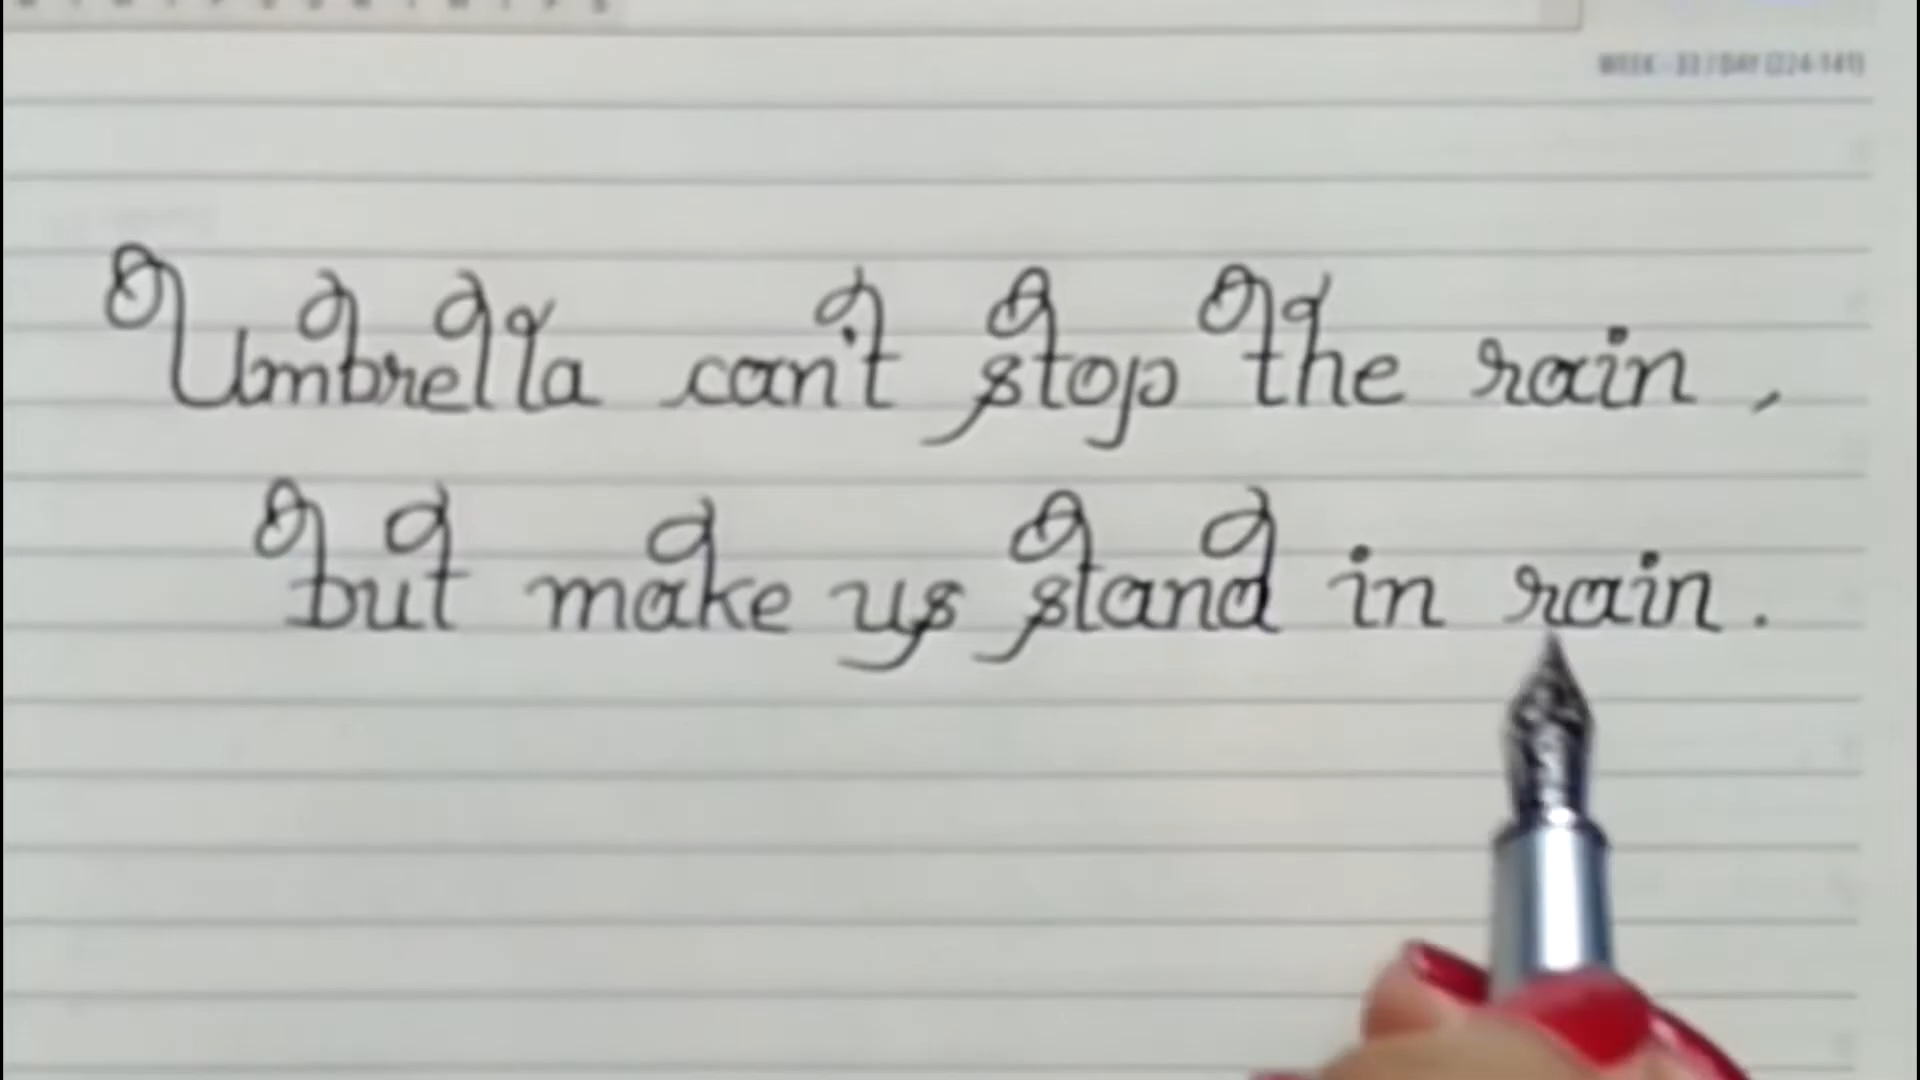 Umbrella can't stop the rain,
but make us stand in rain.